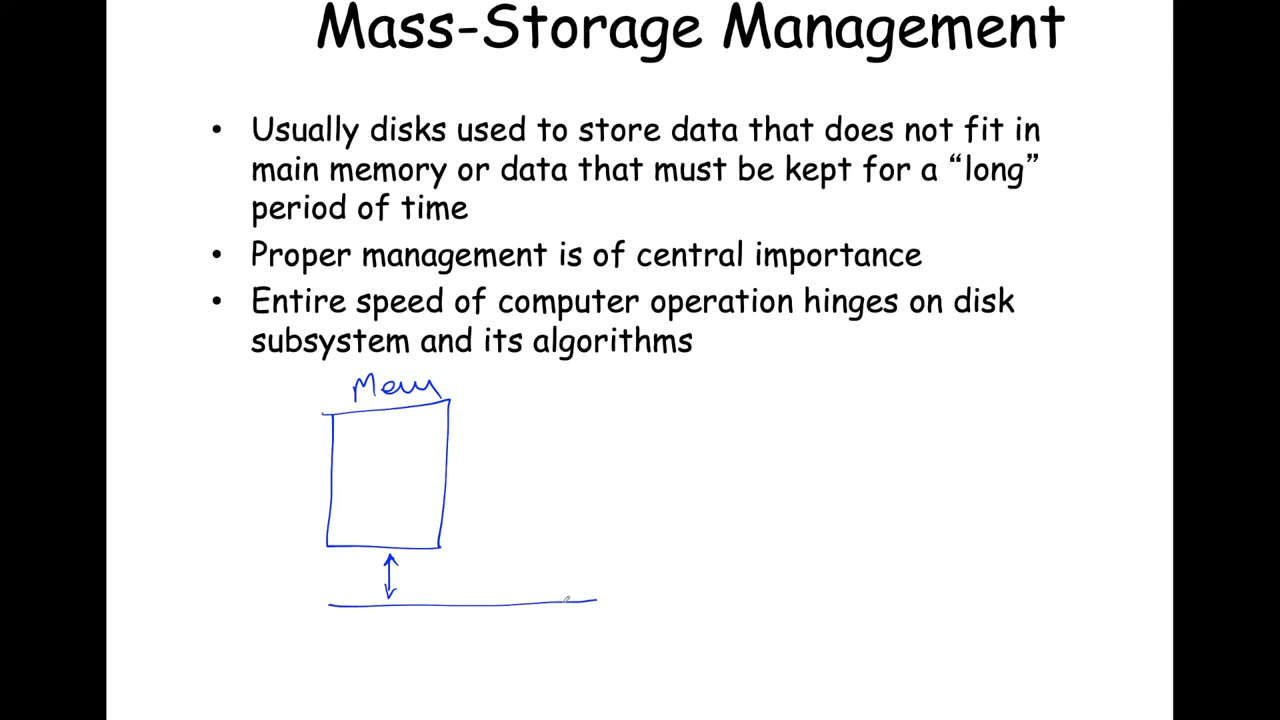 Mass-Storage Management
• Usually disks used to store data that does not fit in
main memory or data that must be kept for a “long”
period of time
• Proper management is of central importance
• Entire speed of computer operation hinges on disk
subsystem and its algorithms